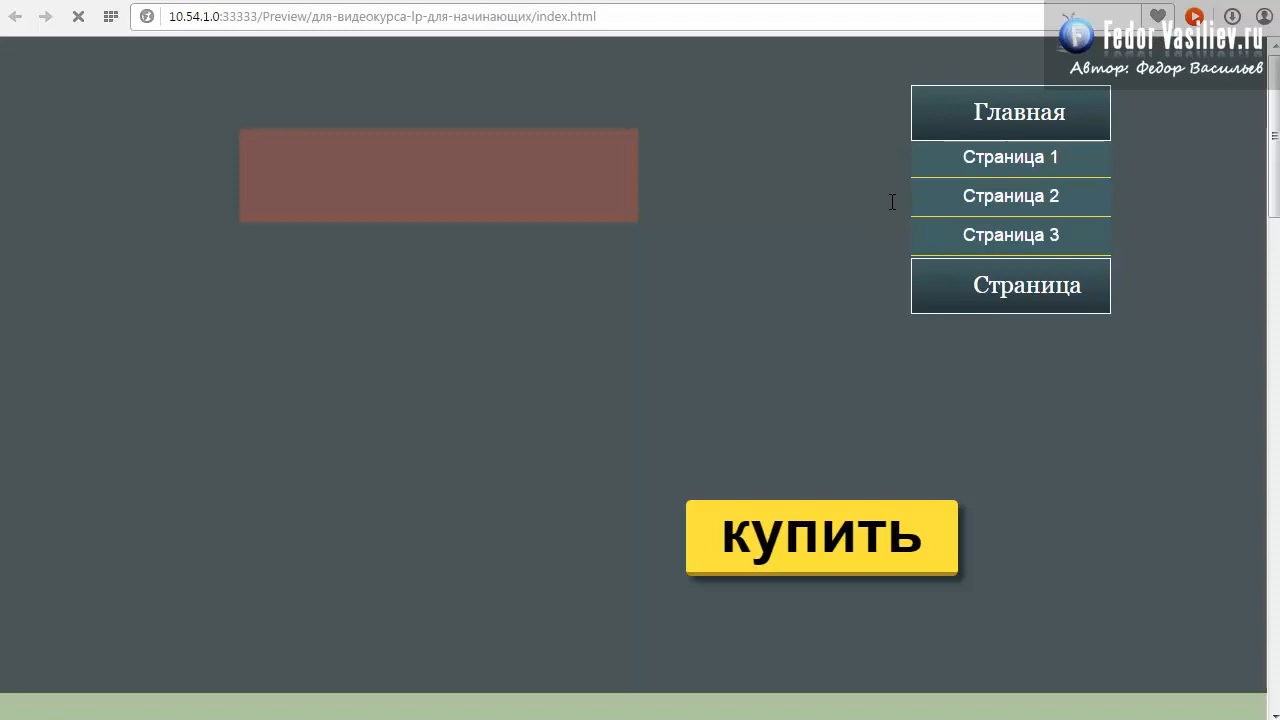 10.54.1.0:33333/Preview/для-видеокурса-lp-для-начинающих/index.html
Fedor Vasiliev.ru
Автор: Федор Васильев
Главная
Страница 1
Страница 2
Страница 3
Страница
купить